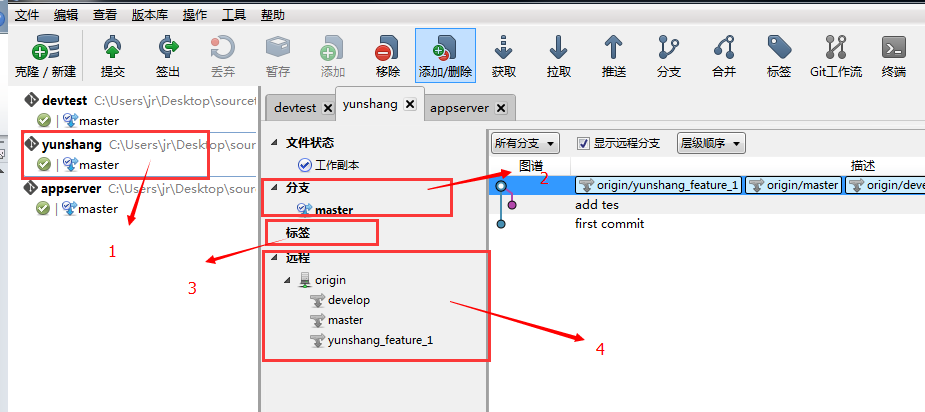 文件 编辑 查看 版本库 操作 工具 帮助
克隆 / 新建 提交 签出 丢弃 暂存 添加 移除 添加/删除 获取 拉取 推送 分支 合并 标签 Git工作流 终端
devtest C:\Users\jr\Desktop\sourcet
master
yunshang C:\Users\jr\Desktop\sour
master
appserver C:\Users\jr\Desktop\sour
master
1
devtest yunshang appserver
文件状态
工作副本
分支
master
标签
远程
origin
develop
master
yunshang_feature_1
3
2
4
所有分支 显示远程分支 层级顺序
图谱 描述
origin/yunshang_feature_1 origin/master origin/deve
add tes
first commit